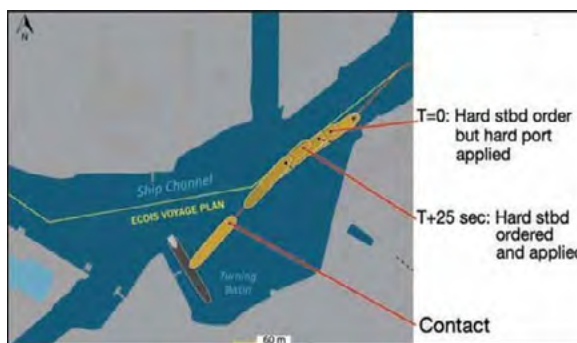 N
T=0: Hard stbd order
but hard port
applied
Ship Channel
ECDIS VOYAGE PLAN
T+25 sec: Hard stbd
ordered
and applied
Turning
Basin
Contact
60 m